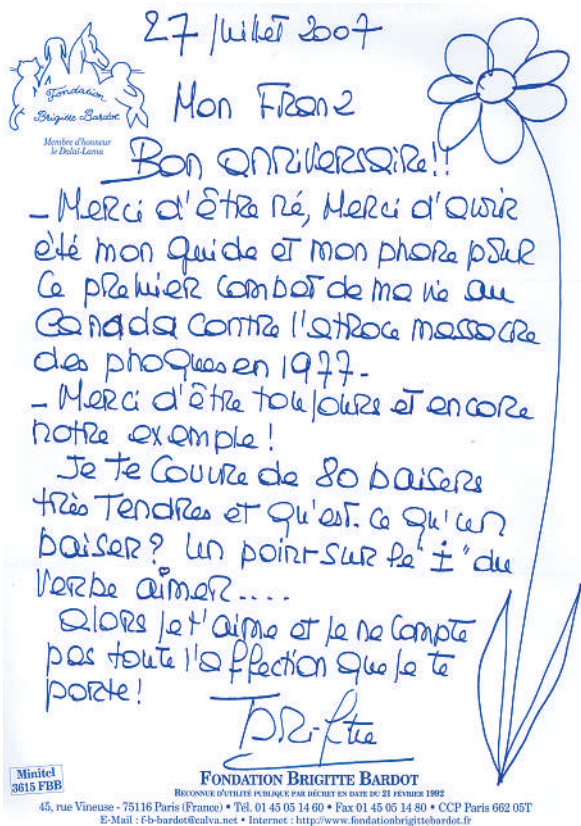 27 juillet 2007
Fondation
Brigitte Bardot
Membre d'honneur
le Dalaï-Lama
Mon Franz
Bon anniversaire!!
- Merci d'être né, Merci d'avoir
été mon guide et mon phare pour
ce premier combat de ma vie au
Canada contre l'atroce massacre
des phoques en 1977-
- Merci d'être toujours et encore
notre exemple!
Je te couvre de 80 baisers
très tendres et qu'est.ce qu'un
baiser? un point sur le "i" du
verbe aimer....
alors je t'aime et je ne compte
pas toute l'affection que je te
porte!
Brigitte
Minitel
3615 FBB
FONDATION BRIGITTE BARDOT
RECONNUE D'UTILITÉ PUBLIQUE PAR DÉCRET EN DATE DU 21 FÉVRIER 1992
45, rue Vineuse - 75116 Paris (France) • Tél. 01 45 05 14 60 • Fax 01 45 05 14 80 • CCP Paris 662 05T
E-Mail : f-b-bardot@calva.net • Internet : http://www.fondationbrigittebardot.fr